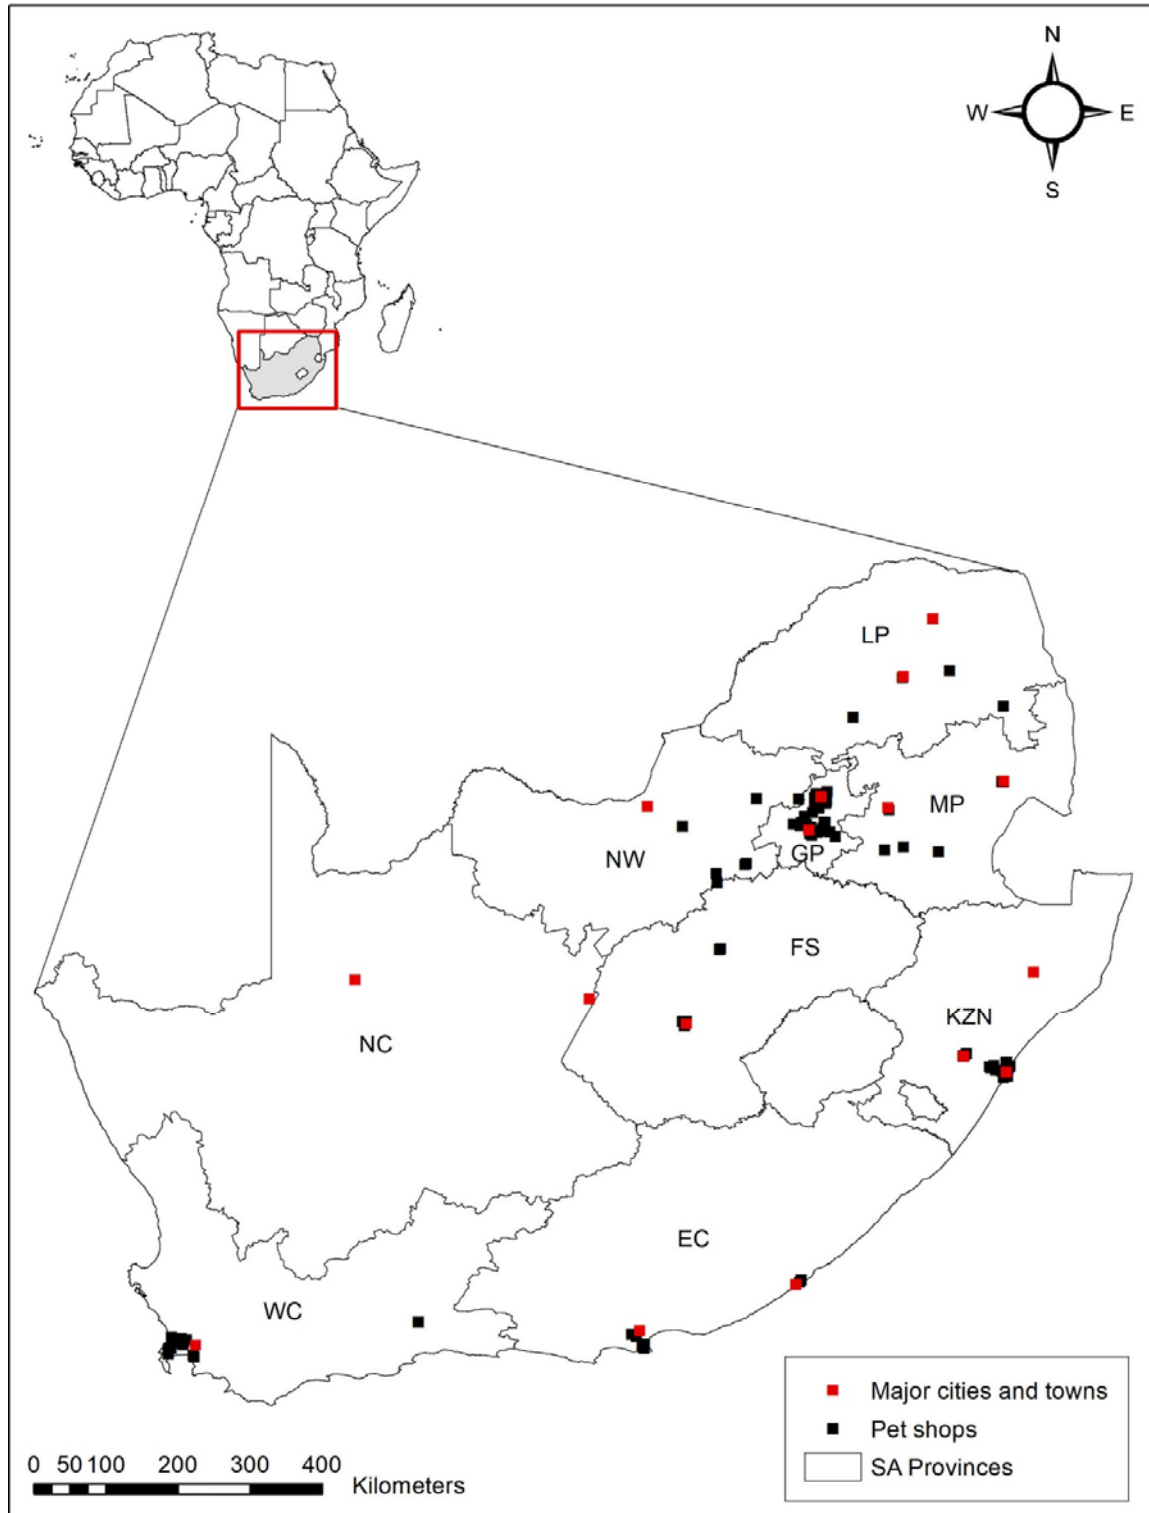 N
W E
S
LP
MP
NW
GP
FS
KZN
NC
EC
WC
Major cities and towns
Pet shops
SA Provinces
0 50 100 200 300 400
Kilometers